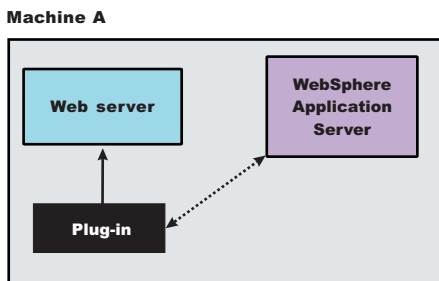 Machine A
Web server
WebSphere
Application
Server
Plug-in